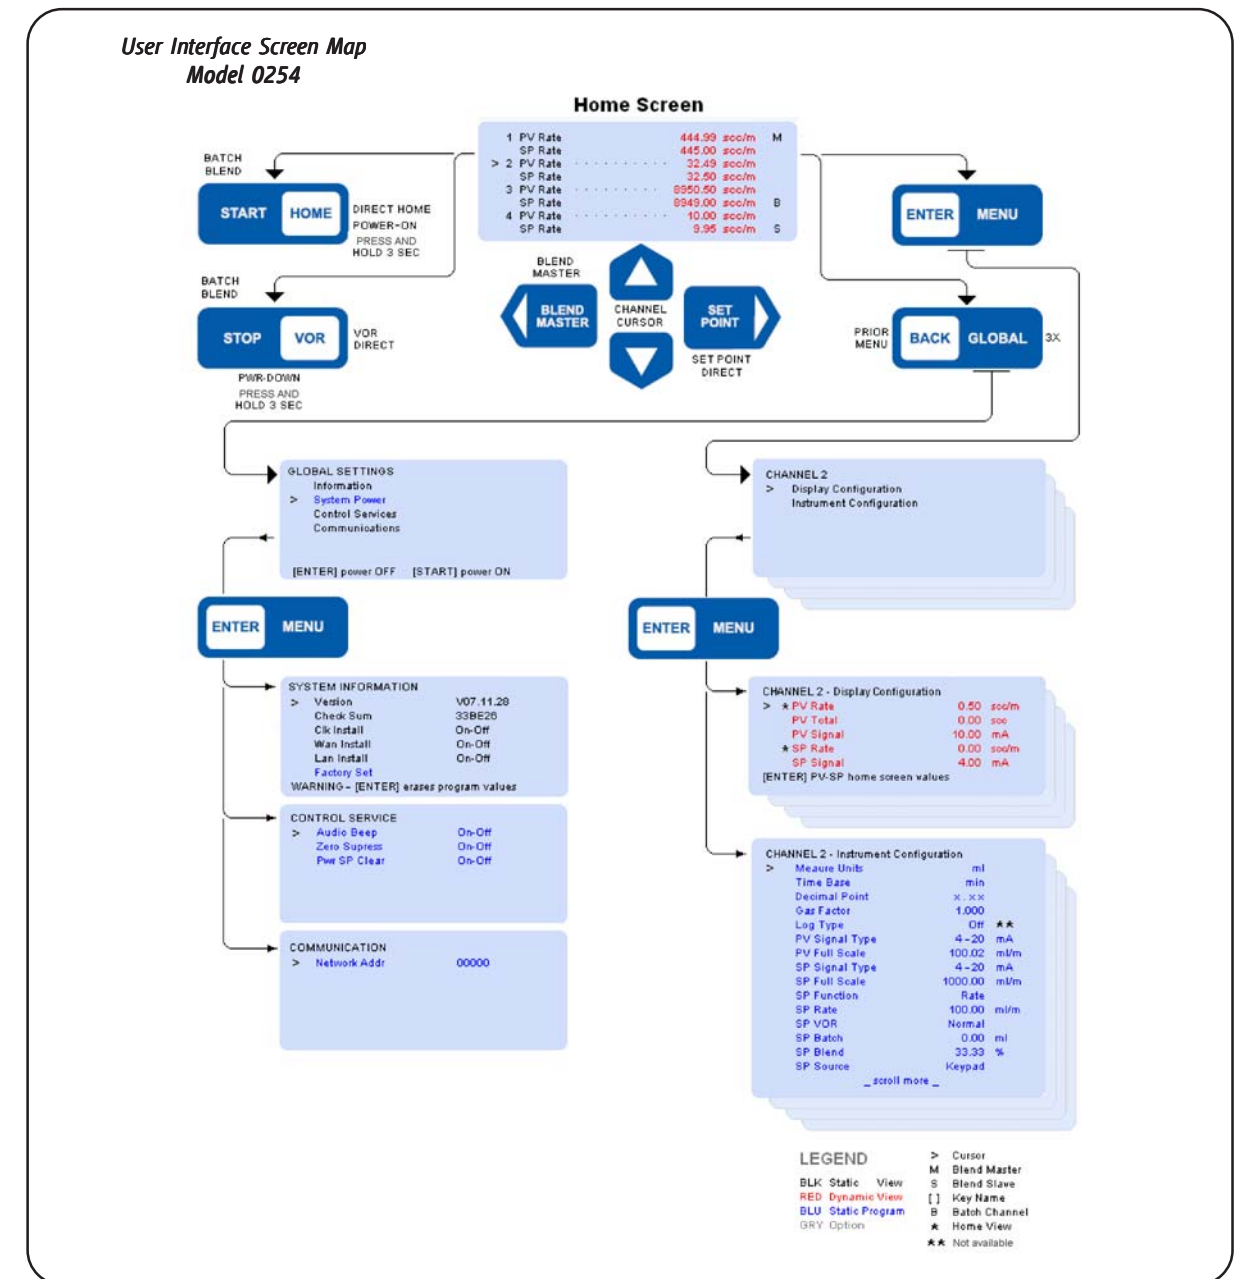 User Interface Screen Map
Model 0254
Home Screen
1 PV Rate 444.99 scc/m M
SP Rate 445.00 scc/m
> 2 PV Rate · · · · · · · · · · 32.49 scc/m
SP Rate 32.50 scc/m
3 PV Rate · · · · · · · · · 8950.50 scc/m
SP Rate 8949.00 scc/m B
4 PV Rate · · · · · · · · · · 10.00 scc/m
SP Rate 9.95 scc/m S
BATCH
BLEND
START HOME
DIRECT HOME
POWER-ON
PRESS AND
HOLD 3 SEC
ENTER MENU
BATCH
BLEND
STOP VOR
VOR
DIRECT
PWR-DOWN
PRESS AND
HOLD 3 SEC
BLEND
MASTER
BLEND
MASTER
CHANNEL
CURSOR
SET
POINT
SET POINT
DIRECT
PRIOR
MENU
BACK GLOBAL
3X
GLOBAL SETTINGS
Information
> System Power
Control Services
Communications
[ENTER] power OFF [START] power ON
CHANNEL 2
> Display Configuration
Instrument Configuration
ENTER MENU
ENTER MENU
SYSTEM INFORMATION
> Version V07.11.28
Check Sum 33BE26
Clk Install On-Off
Wan Install On-Off
Lan Install On-Off
Factory Set
WARNING - [ENTER] erases program values
CONTROL SERVICE
> Audio Beep On-Off
Zero Supress On-Off
Pwr SP Clear On-Off
COMMUNICATION
> Network Addr 00000
CHANNEL 2 - Display Configuration
> ★ PV Rate 0.50 scc/m
PV Total 0.00 scc
PV Signal 10.00 mA
★ SP Rate 0.00 scc/m
SP Signal 4.00 mA
[ENTER] PV-SP home screen values
CHANNEL 2 - Instrument Configuration
> Meaure Units ml
Time Base min
Decimal Point x.xx
Gas Factor 1.000
Log Type Off ★★
PV Signal Type 4-20 mA
PV Full Scale 100.02 ml/m
SP Signal Type 4-20 mA
SP Full Scale 1000.00 ml/m
SP Function Rate
SP Rate 100.00 ml/m
SP VOR Normal
SP Batch 0.00 ml
SP Blend 33.33 %
SP Source Keypad
_ scroll more _
LEGEND
BLK Static View
RED Dynamic View
BLU Static Program
GRY Option
> Cursor
M Blend Master
S Blend Slave
[ ] Key Name
B Batch Channel
★ Home View
★★ Not available